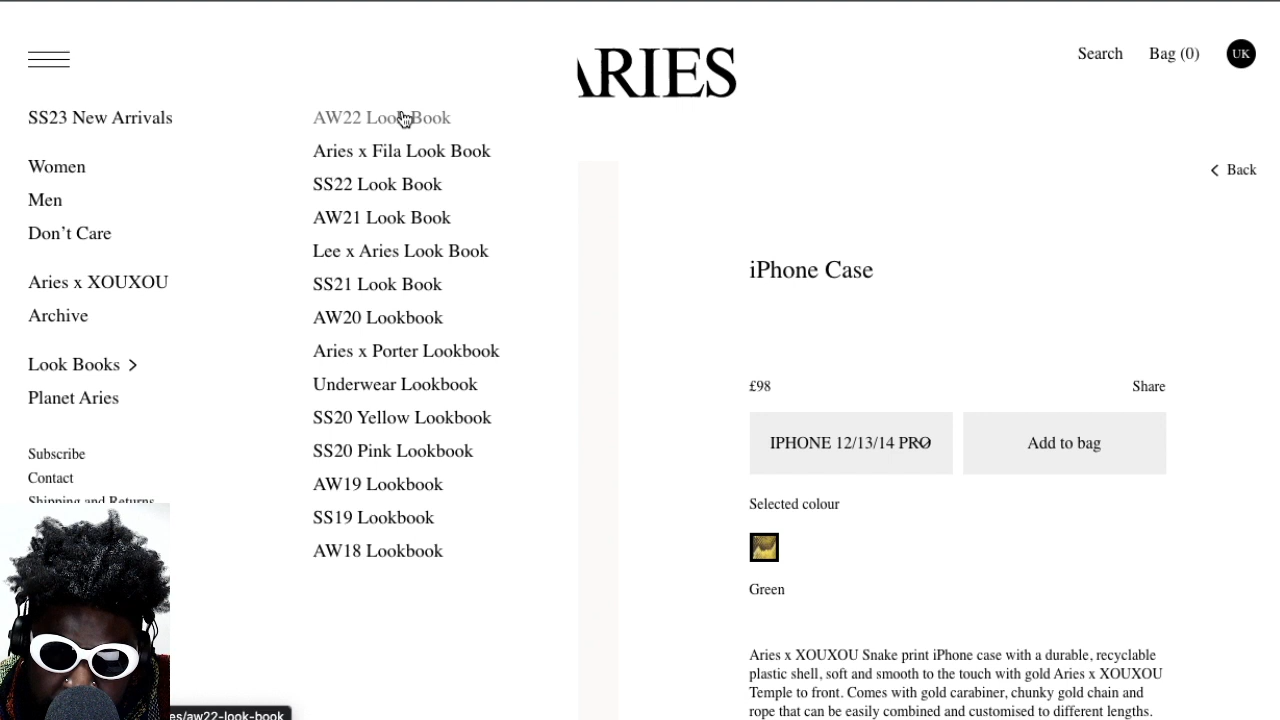 ARIES
Search
Bag (0)
UK
SS23 New Arrivals
Women
Men
Don’t Care
Aries x XOUXOU
Archive
Look Books
Planet Aries
Subscribe
Contact
Shipping and Returns
AW22 Look Book
Aries x Fila Look Book
SS22 Look Book
AW21 Look Book
Lee x Aries Look Book
SS21 Look Book
AW20 Lookbook
Aries x Porter Lookbook
Underwear Lookbook
SS20 Yellow Lookbook
SS20 Pink Lookbook
AW19 Lookbook
SS19 Lookbook
AW18 Lookbook
Back
iPhone Case
£98
Share
IPHONE 12/13/14 PRO
Add to bag
Selected colour
Green
Aries x XOUXOU Snake print iPhone case with a durable, recyclable
plastic shell, soft and smooth to the touch with gold Aries x XOUXOU
Temple to front. Comes with gold carabiner, chunky gold chain and
rope that can be easily combined and customised to different lengths.
es/aw22-look-book